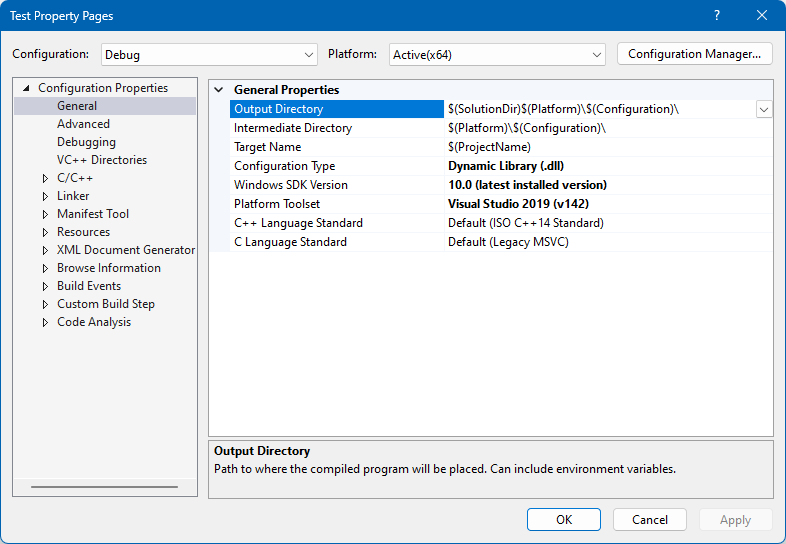 Test Property Pages
Configuration: Debug Platform: Active(x64) Configuration Manager...
Configuration Properties
General
Advanced
Debugging
VC++ Directories
C/C++
Linker
Manifest Tool
Resources
XML Document Generator
Browse Information
Build Events
Custom Build Step
Code Analysis
General Properties
Output Directory $(SolutionDir)$(Platform)\$(Configuration)\
Intermediate Directory $(Platform)\$(Configuration)\
Target Name $(ProjectName)
Configuration Type Dynamic Library (.dll)
Windows SDK Version 10.0 (latest installed version)
Platform Toolset Visual Studio 2019 (v142)
C++ Language Standard Default (ISO C++14 Standard)
C Language Standard Default (Legacy MSVC)
Output Directory
Path to where the compiled program will be placed. Can include environment variables.
OK Cancel Apply